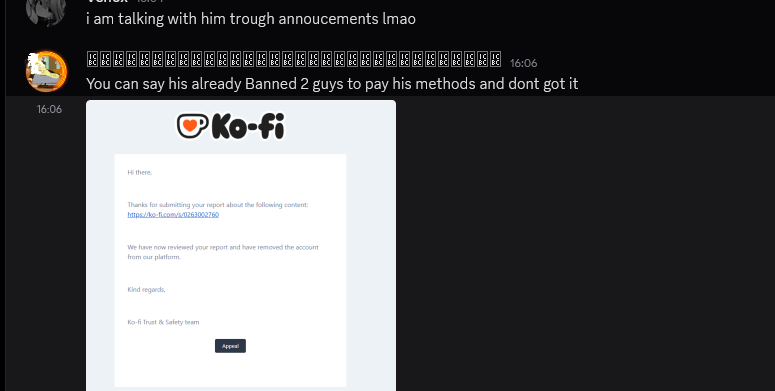 16:04
i am talking with him trough annoucements lmao
16:06
You can say his already Banned 2 guys to pay his methods and dont got it
16:06
Ko-fi
Hi there,
Thanks for submitting your report about the following content:
https://ko-fi.com/s/0263002760
We have now reviewed your report and have removed the account
from our platform.
Kind regards,
Ko-fi Trust & Safety team
Appeal